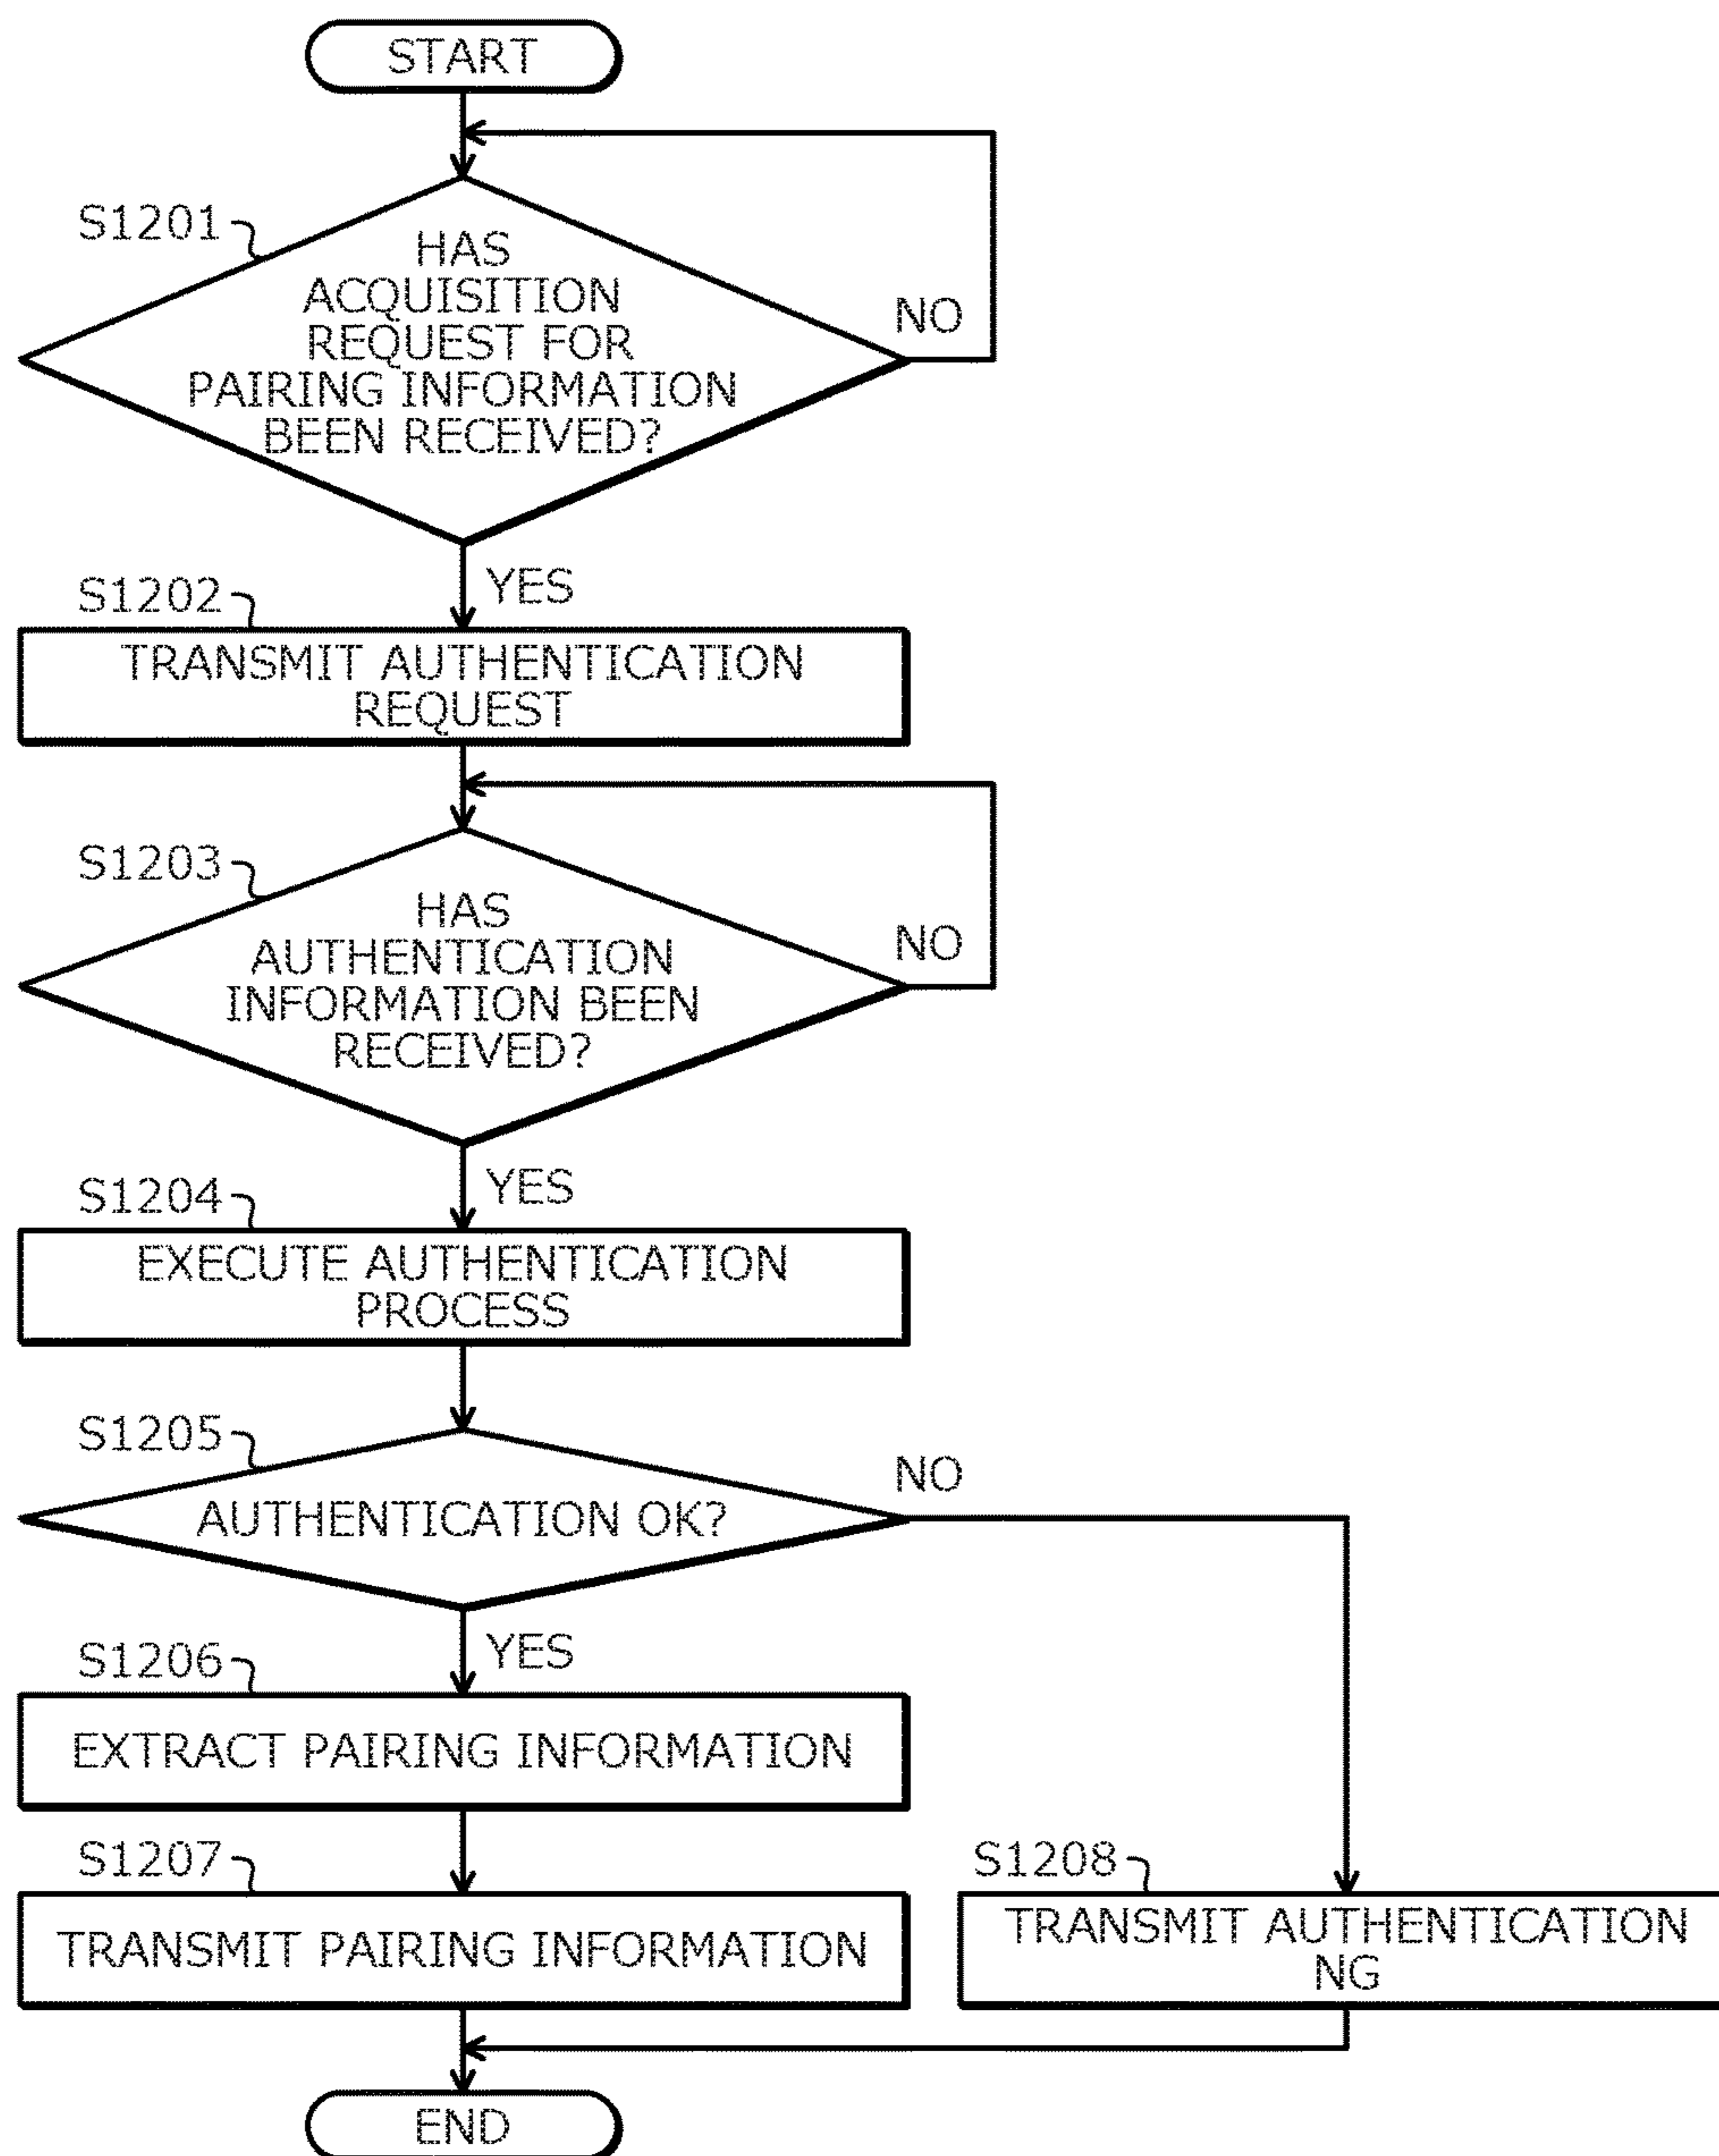 START
S1201
HAS
ACQUISITION
REQUEST FOR
PAIRING INFORMATION
BEEN RECEIVED?
NO
YES
S1202
TRANSMIT AUTHENTICATION
REQUEST
S1203
HAS
AUTHENTICATION
INFORMATION BEEN
RECEIVED?
NO
YES
S1204
EXECUTE AUTHENTICATION
PROCESS
S1205
AUTHENTICATION OK?
NO
YES
S1206
EXTRACT PAIRING INFORMATION
S1207
TRANSMIT PAIRING INFORMATION
S1208
TRANSMIT AUTHENTICATION
NG
END